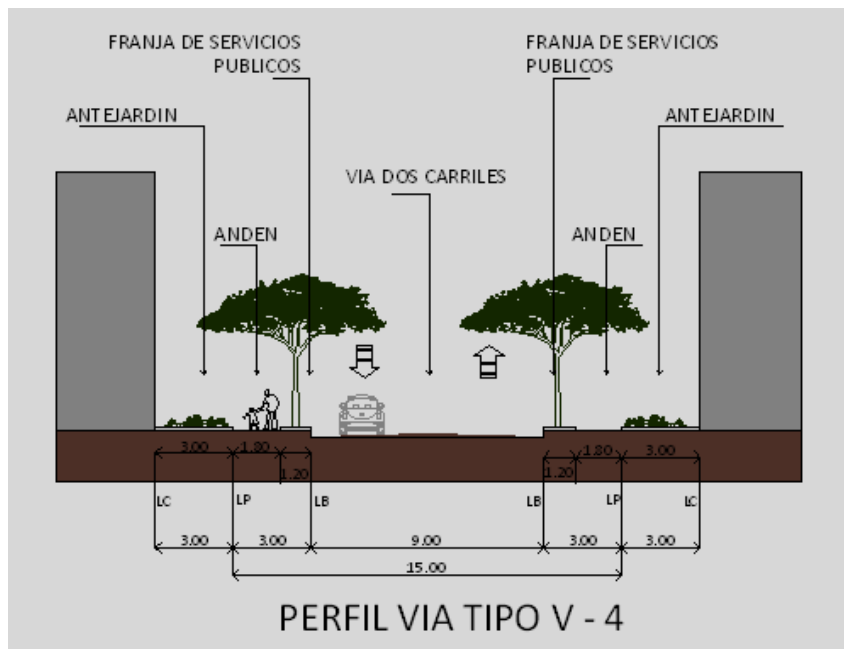 FRANJA DE SERVICIOS
PUBLICOS
FRANJA DE SERVICIOS
PUBLICOS
ANTEJARDIN
ANTEJARDIN
VIA DOS CARRILES
ANDEN
ANDEN
3.00
1.80
1.20
1.20
1.80
3.00
LC
LP
LB
LB
LP
LC
3.00
3.00
9.00
3.00
3.00
15.00
PERFIL VIA TIPO V - 4